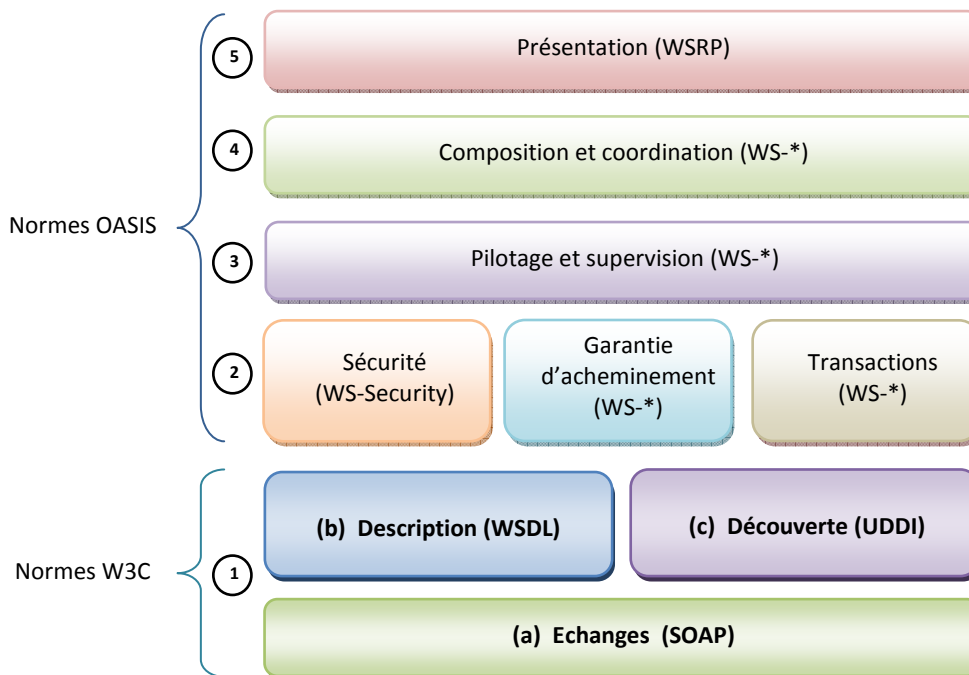 5
Présentation (WSRP)
4
Composition et coordination (WS-*)
Normes OASIS
3
Pilotage et supervision (WS-*)
2
Sécurité
(WS-Security)
Garantie
d'acheminement
(WS-*)
Transactions
(WS-*)
(b) Description (WSDL)
(c) Découverte (UDDI)
Normes W3C
1
(a) Echanges (SOAP)